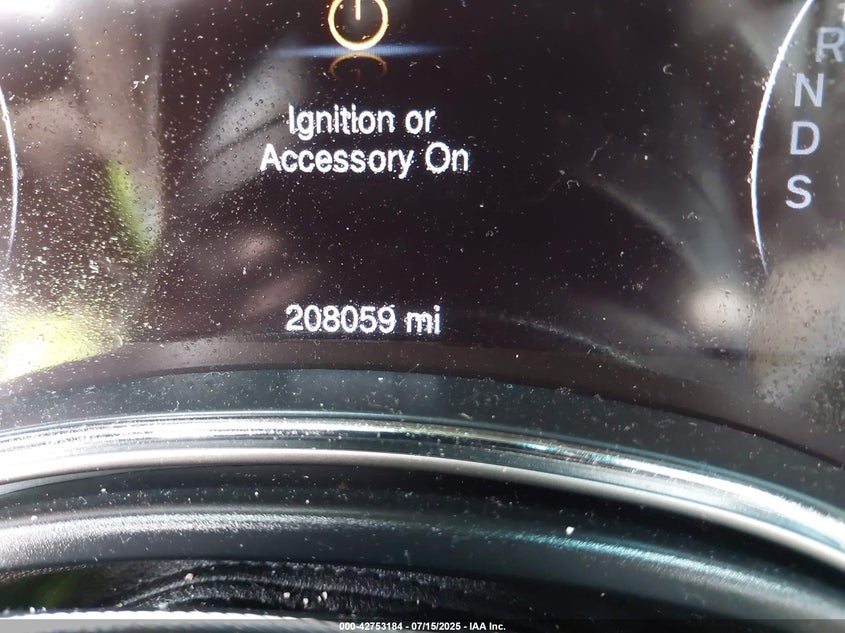 R
N
D
S
Ignition or
Accessory On
208059 mi
000-42753184 - 07/15/2025 - IAA Inc.